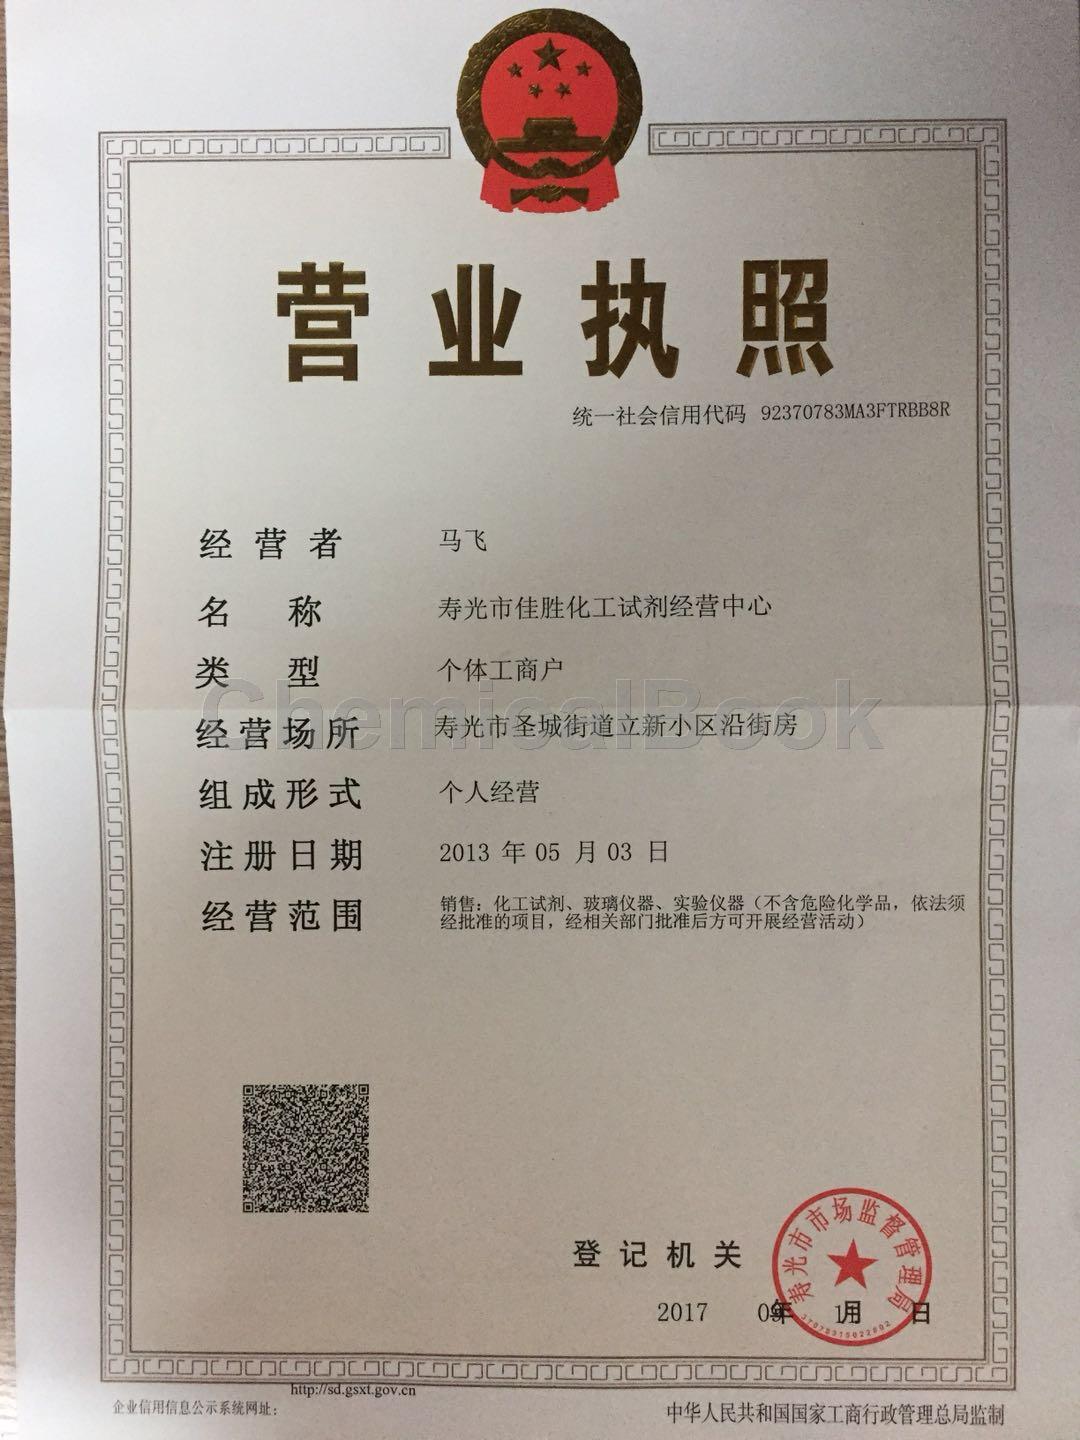 营业执照
统一社会信用代码 92370783MA3FTRBB8R
经营者 马飞
名称 寿光市佳胜化工试剂经营中心
类型 个体工商户
ChemicalBook
经营场所 寿光市圣城街道立新小区沿街房
组成形式 个人经营
注册日期 2013 年 05 月 03 日
经营范围 销售：化工试剂、玻璃仪器、实验仪器（不含危险化学品，依法须
经批准的项目，经相关部门批准后方可开展经营活动）
登记机关
寿光市市场监督管理局
2017 年 09 月 日
http://sd.gsxt.gov.cn
企业信用信息公示系统网址：
中华人民共和国国家工商行政管理总局监制